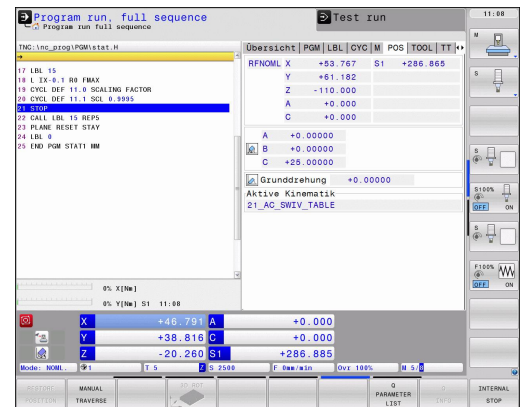 Program run, full sequence
Test run
11:08
Program run, full sequence
TNC:\nc_prog\PGM\stat.H
→
17 LBL 15
18 L IX-0.1 R0 FMAX
19 CYCL DEF 11.0 SCALING FACTOR
20 CYCL DEF 11.1 SCL 0.9995
21 STOP
22 CALL LBL 15 REP5
23 PLANE RESET STAY
24 LBL 0
25 END PGM STAT1 MM
0% X[Nm]
0% Y[Nm] S1 11:08
Übersicht PGM LBL CYC M POS TOOL TT
RFNOML X +53.767 S1 +286.865
Y +61.182
Z -110.000
A +0.000
C +0.000
A +0.00000
B +0.00000
C +25.00000
Grunddrehung +0.00000
Aktive Kinematik
21_AC_SWIV_TABLE
X +46.791 A +0.000
Y +38.816 C +0.000
Z -20.260 S1 +286.885
Mode: NOML. 1 T 5 Z S 2500 F 0mm/min Ovr 100% M 5/8
M
S
S
S100%
OFF ON
S
F100%
OFF ON
RESTORE POSITION
MANUAL TRAVERSE
3D ROT
Q PARAMETER LIST
Q INFO
INTERNAL STOP